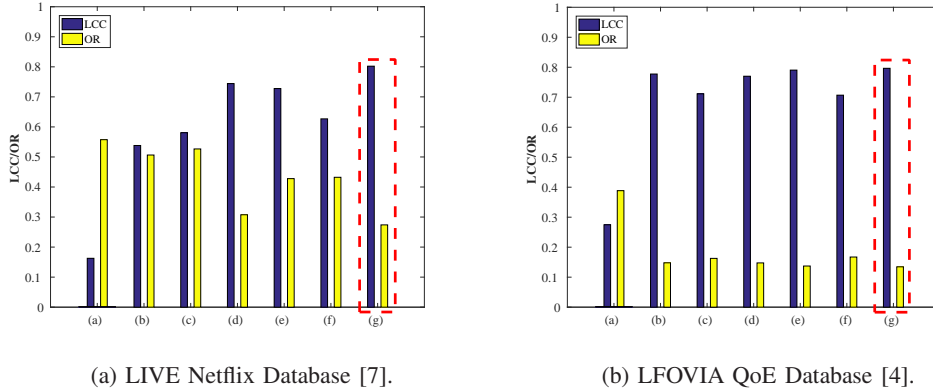 1
0.9
0.8
0.7
0.6
0.5
0.4
0.3
0.2
0.1
0
LCC/OR
LCC
OR
(a) (b) (c) (d) (e) (f) (g)
(a) LIVE Netflix Database [7].
1
0.9
0.8
0.7
0.6
0.5
0.4
0.3
0.2
0.1
0
LCC/OR
LCC
OR
(a) (b) (c) (d) (e) (f) (g)
(b) LFOVIA QoE Database [4].